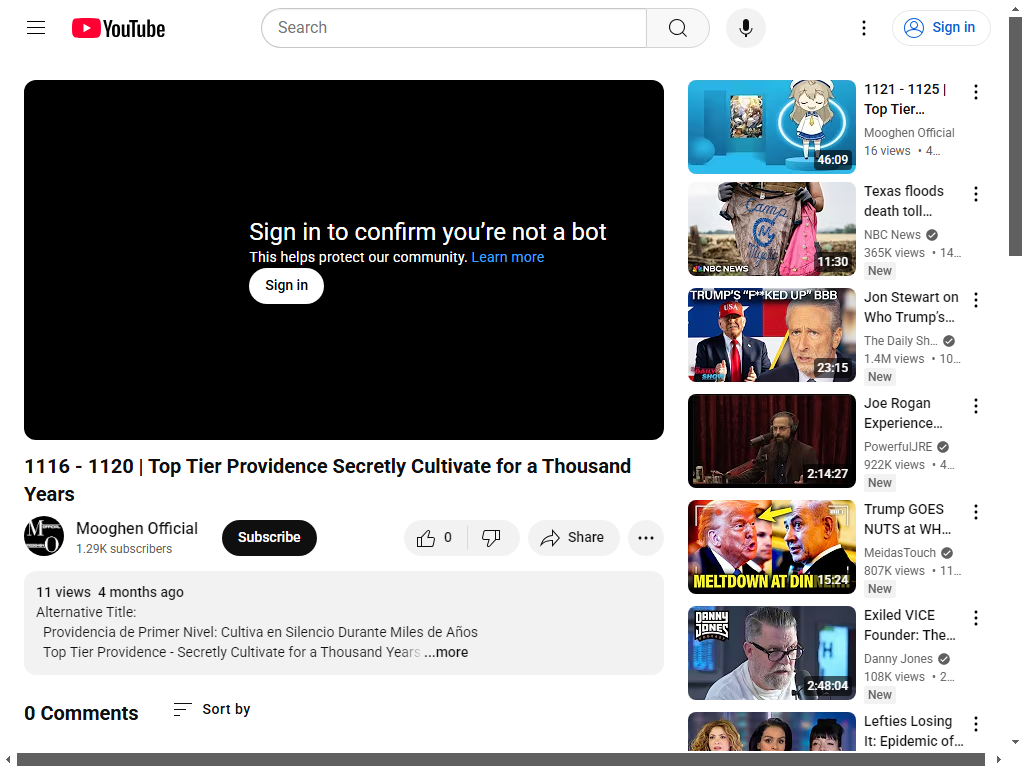 YouTube
Search
Sign in
Sign in to confirm you're not a bot
This helps protect our community. Learn more
Sign in
1116 - 1120 | Top Tier Providence Secretly Cultivate for a Thousand
Years
Mooghen Official
1.29K subscribers
Subscribe
0
Share
11 views 4 months ago
Alternative Title:
Providencia de Primer Nivel: Cultiva en Silencio Durante Miles de Años
Top Tier Providence - Secretly Cultivate for a Thousand Years ...more
0 Comments
Sort by
46:09
1121 - 1125 |
Top Tier…
Mooghen Official
16 views • 4…
Camp
NBC NEWS
11:30
Texas floods
death toll…
NBC News
365K views • 14…
New
TRUMP'S "F**KED UP" BBB
USA
23:15
Jon Stewart on
Who Trump's…
The Daily Sh…
1.4M views • 10…
New
2:14:27
Joe Rogan
Experience…
PowerfulJRE
922K views • 4…
New
MELTDOWN AT DIN
15:24
Trump GOES
NUTS at WH…
MeidasTouch
807K views • 11…
New
DANNY
JONES
2:48:04
Exiled VICE
Founder: The…
Danny Jones
108K views • 2…
New
Lefties Losing
It: Epidemic of…